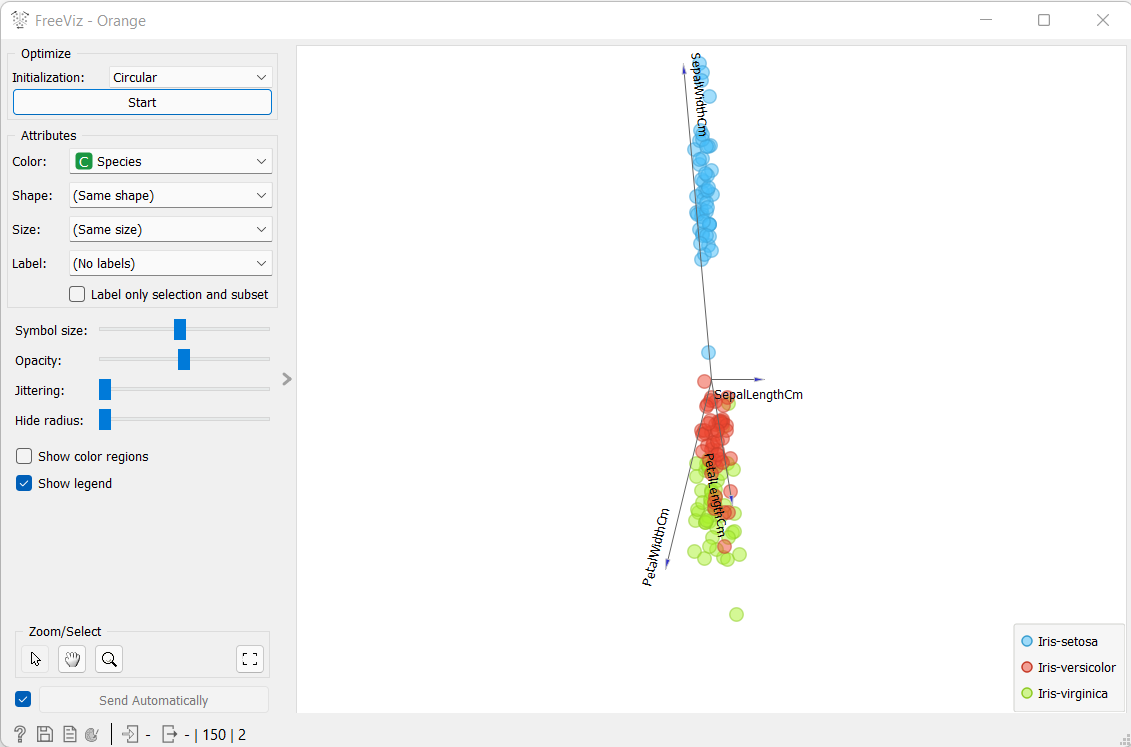 FreeViz - Orange
Optimize
Initialization: Circular
Start
Attributes
Color: C Species
Shape: (Same shape)
Size: (Same size)
Label: (No labels)
Label only selection and subset
Symbol size:
Opacity:
Jittering:
Hide radius:
Show color regions
Show legend
Zoom/Select
Send Automatically
? - - | 150 | 2
SepalWidthCm
SepalLengthCm
PetalLengthCm
PetalWidthCm
Iris-setosa
Iris-versicolor
Iris-virginica